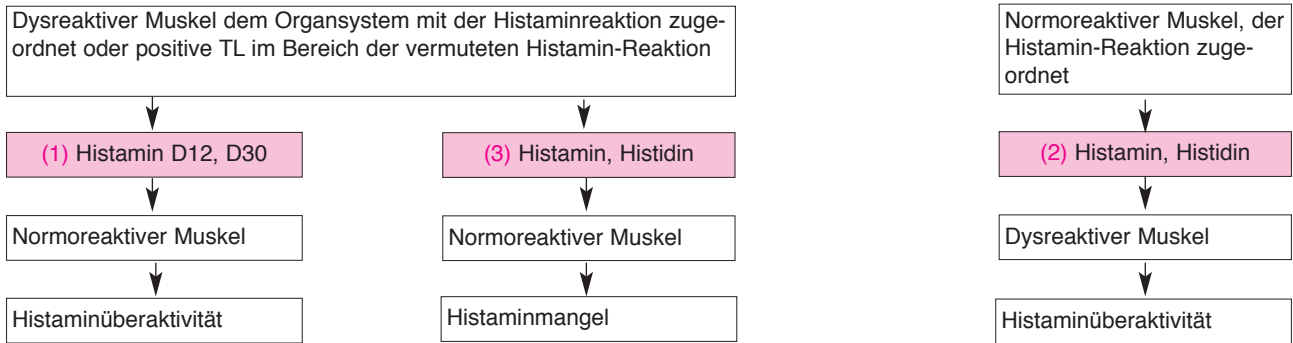 Dysreaktiver Muskel dem Organsystem mit der Histaminreaktion zuge-
ordnet oder positive TL im Bereich der vermuteten Histamin-Reaktion
Normoreaktiver Muskel, der
Histamin-Reaktion zuge-
ordnet
(1) Histamin D12, D30
(3) Histamin, Histidin
(2) Histamin, Histidin
Normoreaktiver Muskel
Normoreaktiver Muskel
Dysreaktiver Muskel
Histaminüberaktivität
Histaminmangel
Histaminüberaktivität